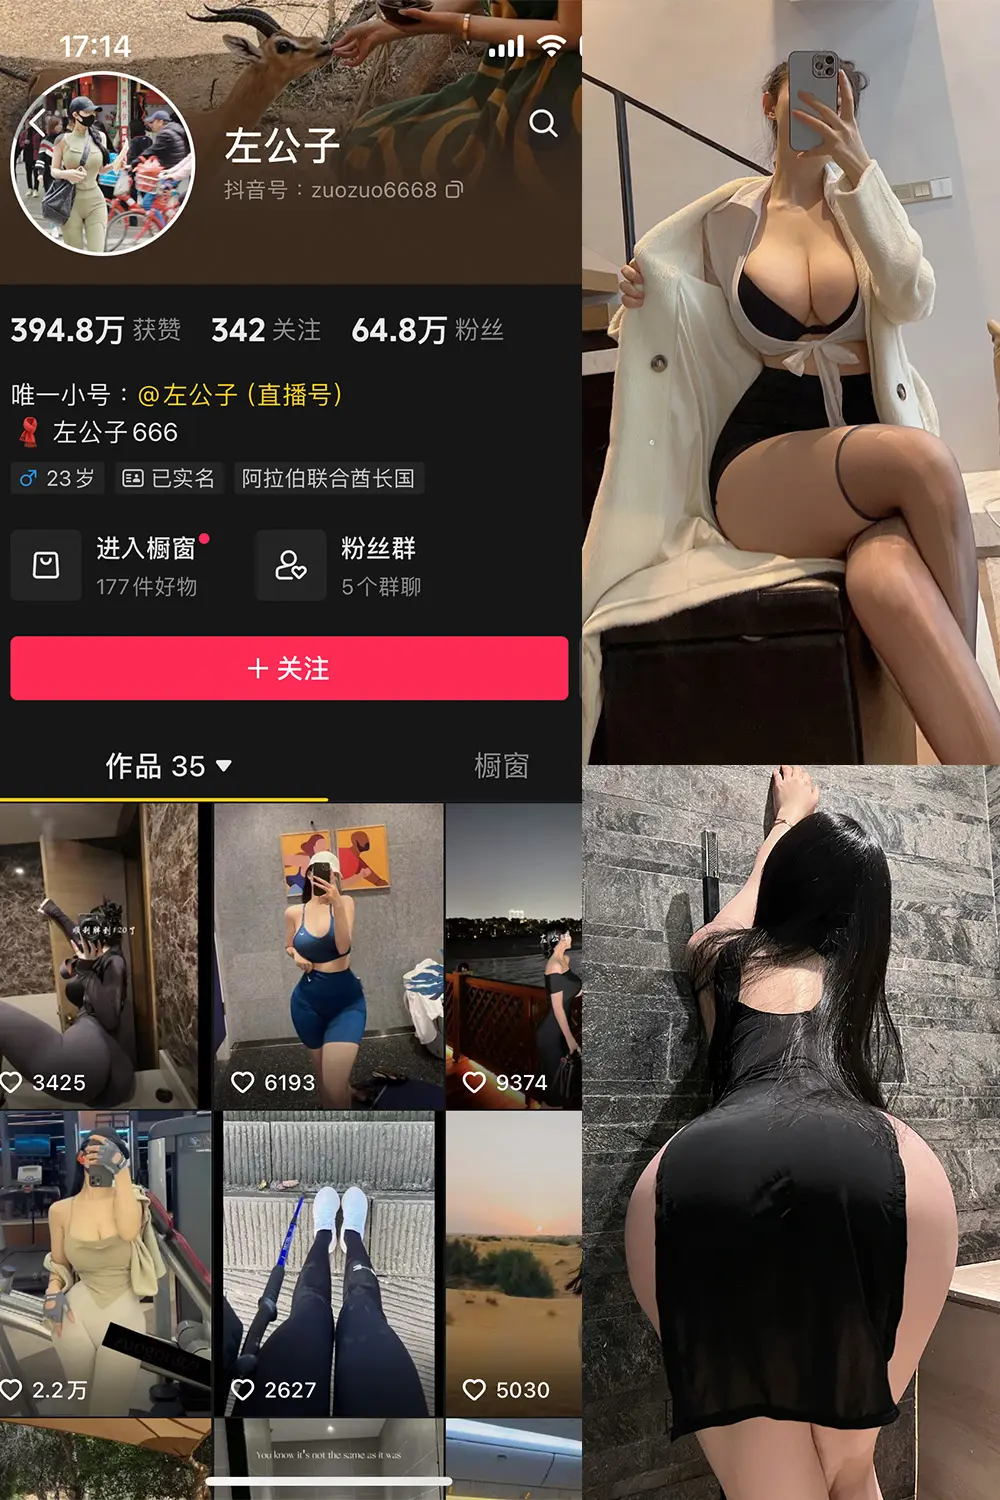 17:14
左公子
抖音号：zuozuo6668
394.8万 获赞 342 关注 64.8万 粉丝
唯一小号：@左公子 (直播号)
左公子666
23岁 已实名 阿拉伯联合酋长国
进入橱窗 粉丝群
177件好物 5个群聊
+ 关注
作品 35 橱窗
3425 6193 9374
2.2万 2627 5030
You know it's not the same as it was